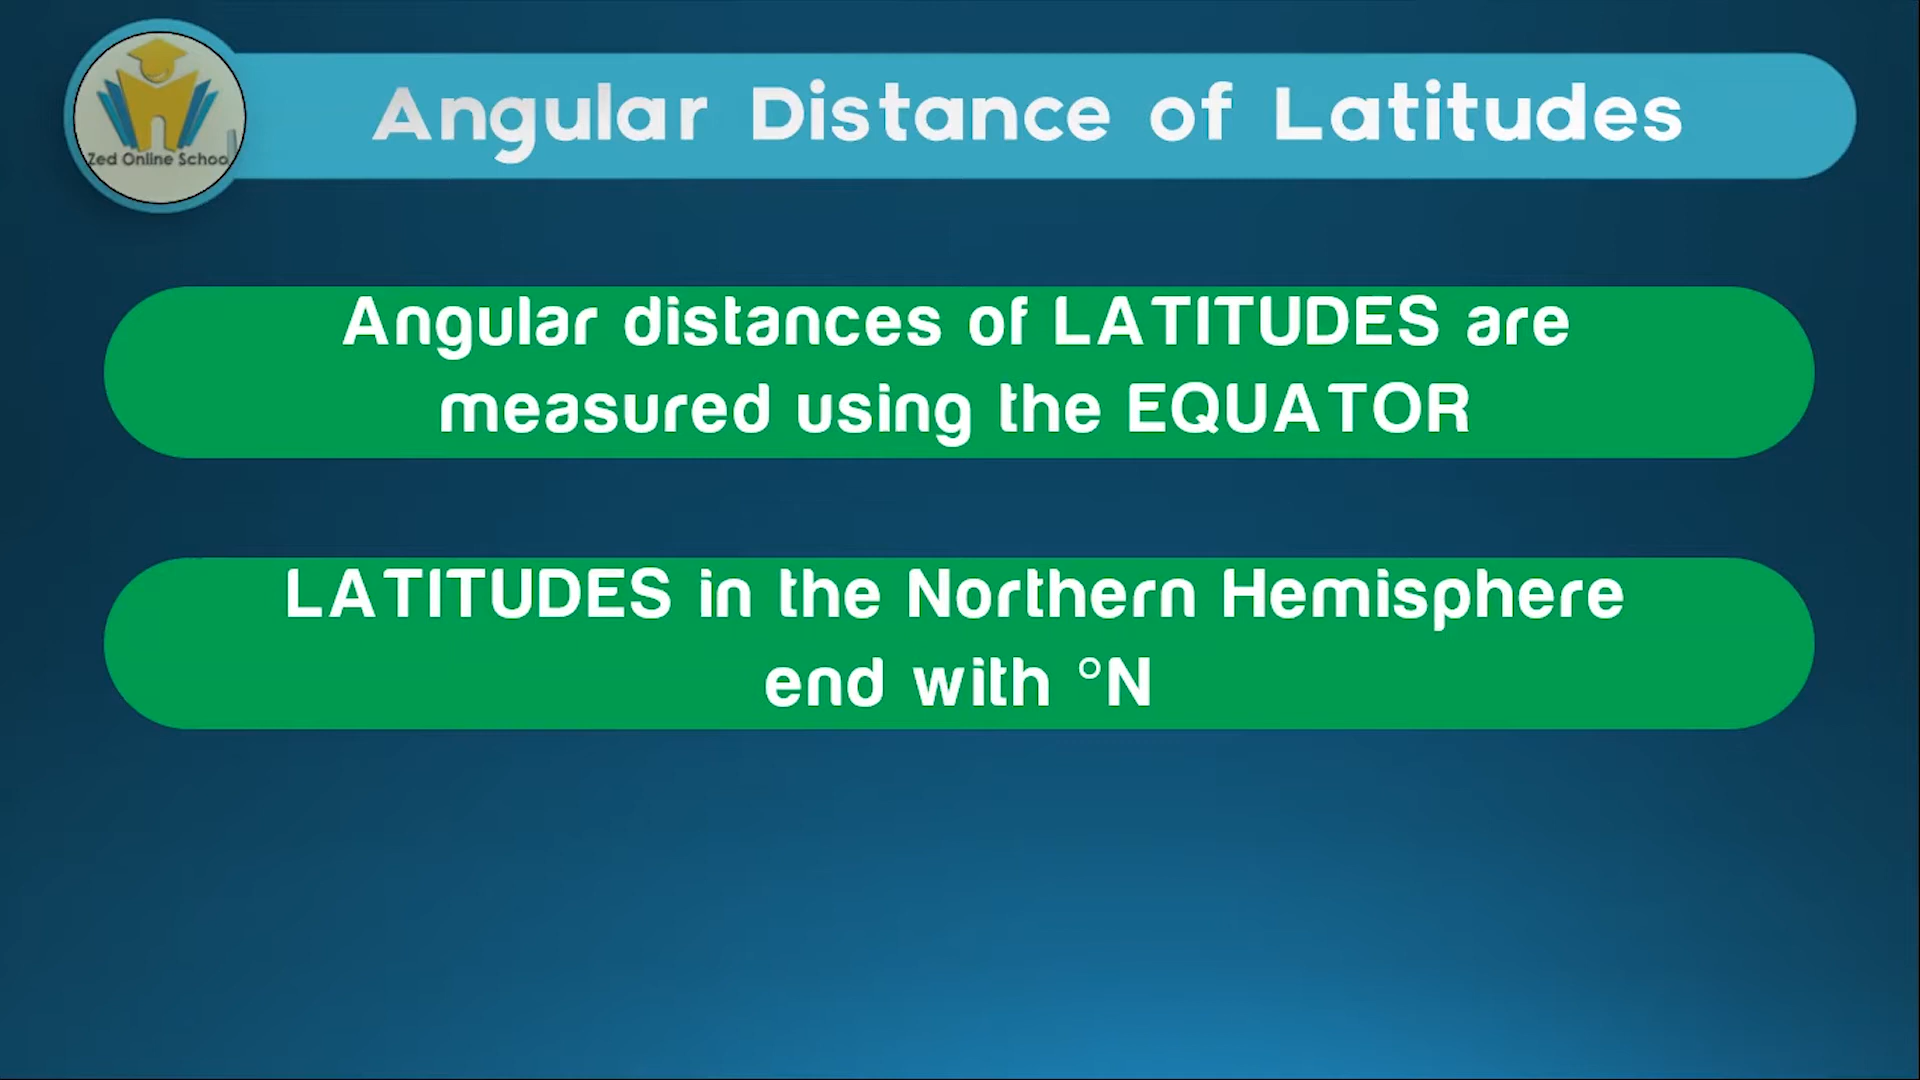 Zed Online School
Angular Distance of Latitudes
Angular distances of LATITUDES are
measured using the EQUATOR
LATITUDES in the Northern Hemisphere
end with °N